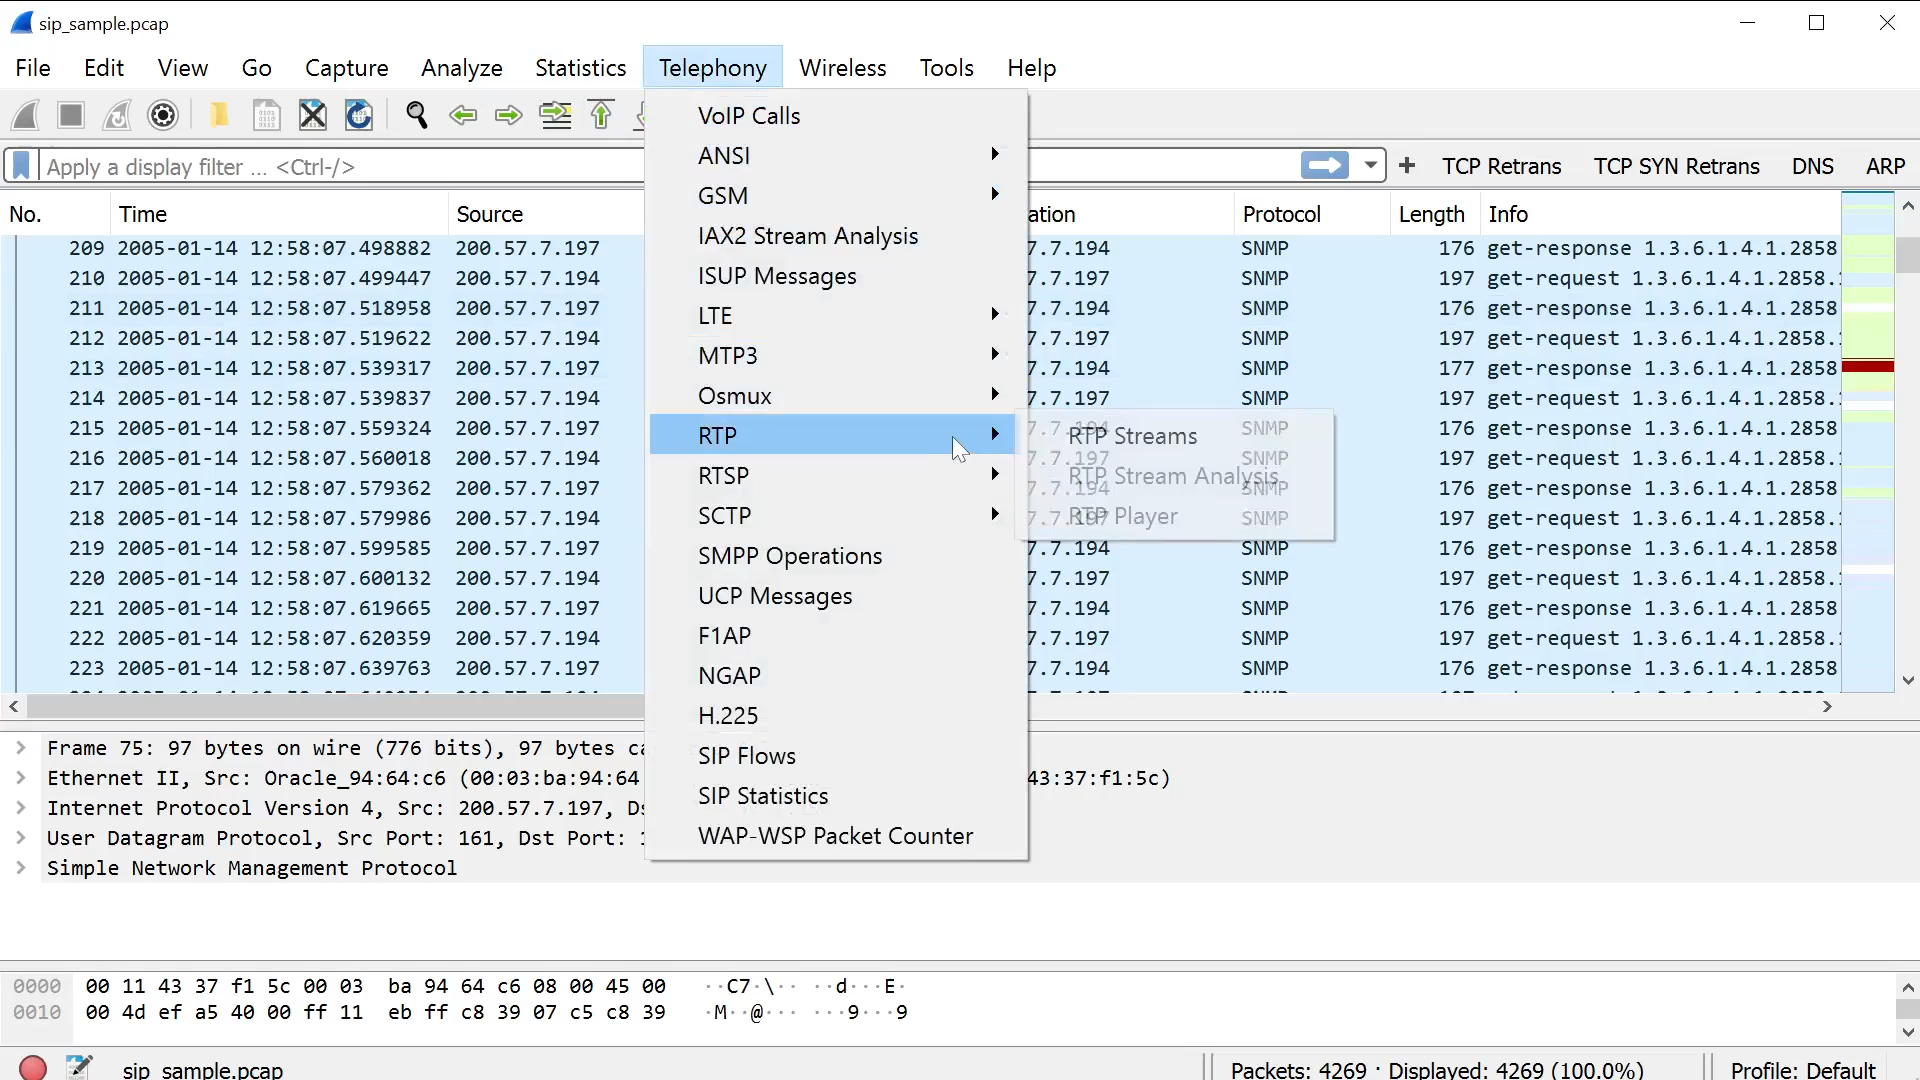 sip_sample.pcap
File Edit View Go Capture Analyze Statistics Telephony Wireless Tools Help
Apply a display filter … <Ctrl-/>
TCP Retrans TCP SYN Retrans DNS ARP
No. Time Source ation Protocol Length Info
209 2005-01-14 12:58:07.498882 200.57.7.197 7.7.194 SNMP 176 get-response 1.3.6.1.4.1.2858
210 2005-01-14 12:58:07.499447 200.57.7.194 7.7.197 SNMP 197 get-request 1.3.6.1.4.1.2858.
211 2005-01-14 12:58:07.518958 200.57.7.197 7.7.194 SNMP 176 get-response 1.3.6.1.4.1.2858
212 2005-01-14 12:58:07.519622 200.57.7.194 7.7.197 SNMP 197 get-request 1.3.6.1.4.1.2858.
213 2005-01-14 12:58:07.539317 200.57.7.197 7.7.194 SNMP 177 get-response 1.3.6.1.4.1.2858
214 2005-01-14 12:58:07.539837 200.57.7.194 7.7.197 SNMP 197 get-request 1.3.6.1.4.1.2858.
215 2005-01-14 12:58:07.559324 200.57.7.197 7.7.194 SNMP 176 get-response 1.3.6.1.4.1.2858
216 2005-01-14 12:58:07.560018 200.57.7.194 7.7.197 SNMP 197 get-request 1.3.6.1.4.1.2858.
217 2005-01-14 12:58:07.579362 200.57.7.197 7.7.194 SNMP 176 get-response 1.3.6.1.4.1.2858
218 2005-01-14 12:58:07.579986 200.57.7.194 7.7.197 SNMP 197 get-request 1.3.6.1.4.1.2858.
219 2005-01-14 12:58:07.599585 200.57.7.197 7.7.194 SNMP 176 get-response 1.3.6.1.4.1.2858
220 2005-01-14 12:58:07.600132 200.57.7.194 7.7.197 SNMP 197 get-request 1.3.6.1.4.1.2858.
221 2005-01-14 12:58:07.619665 200.57.7.197 7.7.194 SNMP 176 get-response 1.3.6.1.4.1.2858
222 2005-01-14 12:58:07.620359 200.57.7.194 7.7.197 SNMP 197 get-request 1.3.6.1.4.1.2858.
223 2005-01-14 12:58:07.639763 200.57.7.197 7.7.194 SNMP 176 get-response 1.3.6.1.4.1.2858
VoIP Calls
ANSI
GSM
IAX2 Stream Analysis
ISUP Messages
LTE
MTP3
Osmux
RTP
RTSP
SCTP
SMPP Operations
UCP Messages
F1AP
NGAP
H.225
SIP Flows
SIP Statistics
WAP-WSP Packet Counter
RTP Streams
RTP Stream Analysis
RTP Player
Frame 75: 97 bytes on wire (776 bits), 97 bytes ca
Ethernet II, Src: Oracle_94:64:c6 (00:03:ba:94:64 43:37:f1:5c)
Internet Protocol Version 4, Src: 200.57.7.197, Ds
User Datagram Protocol, Src Port: 161, Dst Port: 1
Simple Network Management Protocol
0000 00 11 43 37 f1 5c 00 03 ba 94 64 c6 08 00 45 00 ··C7·\·· ··d···E·
0010 00 4d ef a5 40 00 ff 11 eb ff c8 39 07 c5 c8 39 ·M··@··· ···9···9
sip_sample.pcap Packets: 4269 · Displayed: 4269 (100.0%) Profile: Default